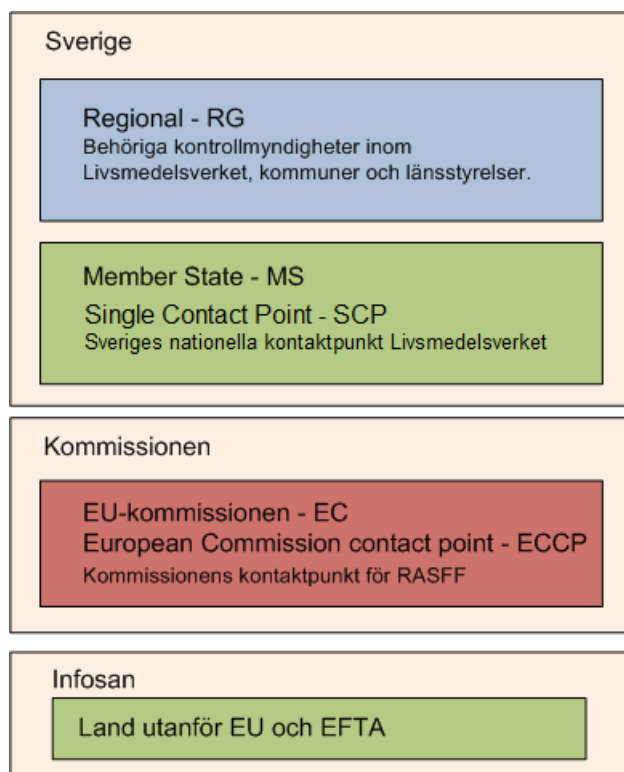 Sverige
Regional - RG
Behöriga kontrollmyndigheter inom
Livsmedelsverket, kommuner och länsstyrelser.
Member State - MS
Single Contact Point - SCP
Sveriges nationella kontaktpunkt Livsmedelsverket
Kommissionen
EU-kommissionen - EC
European Commission contact point - ECCP
Kommissionens kontaktpunkt för RASFF
Infosan
Land utanför EU och EFTA